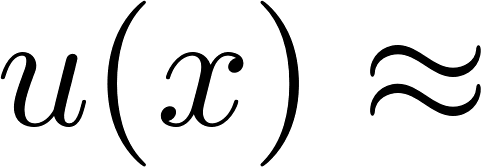 u(x) ≈